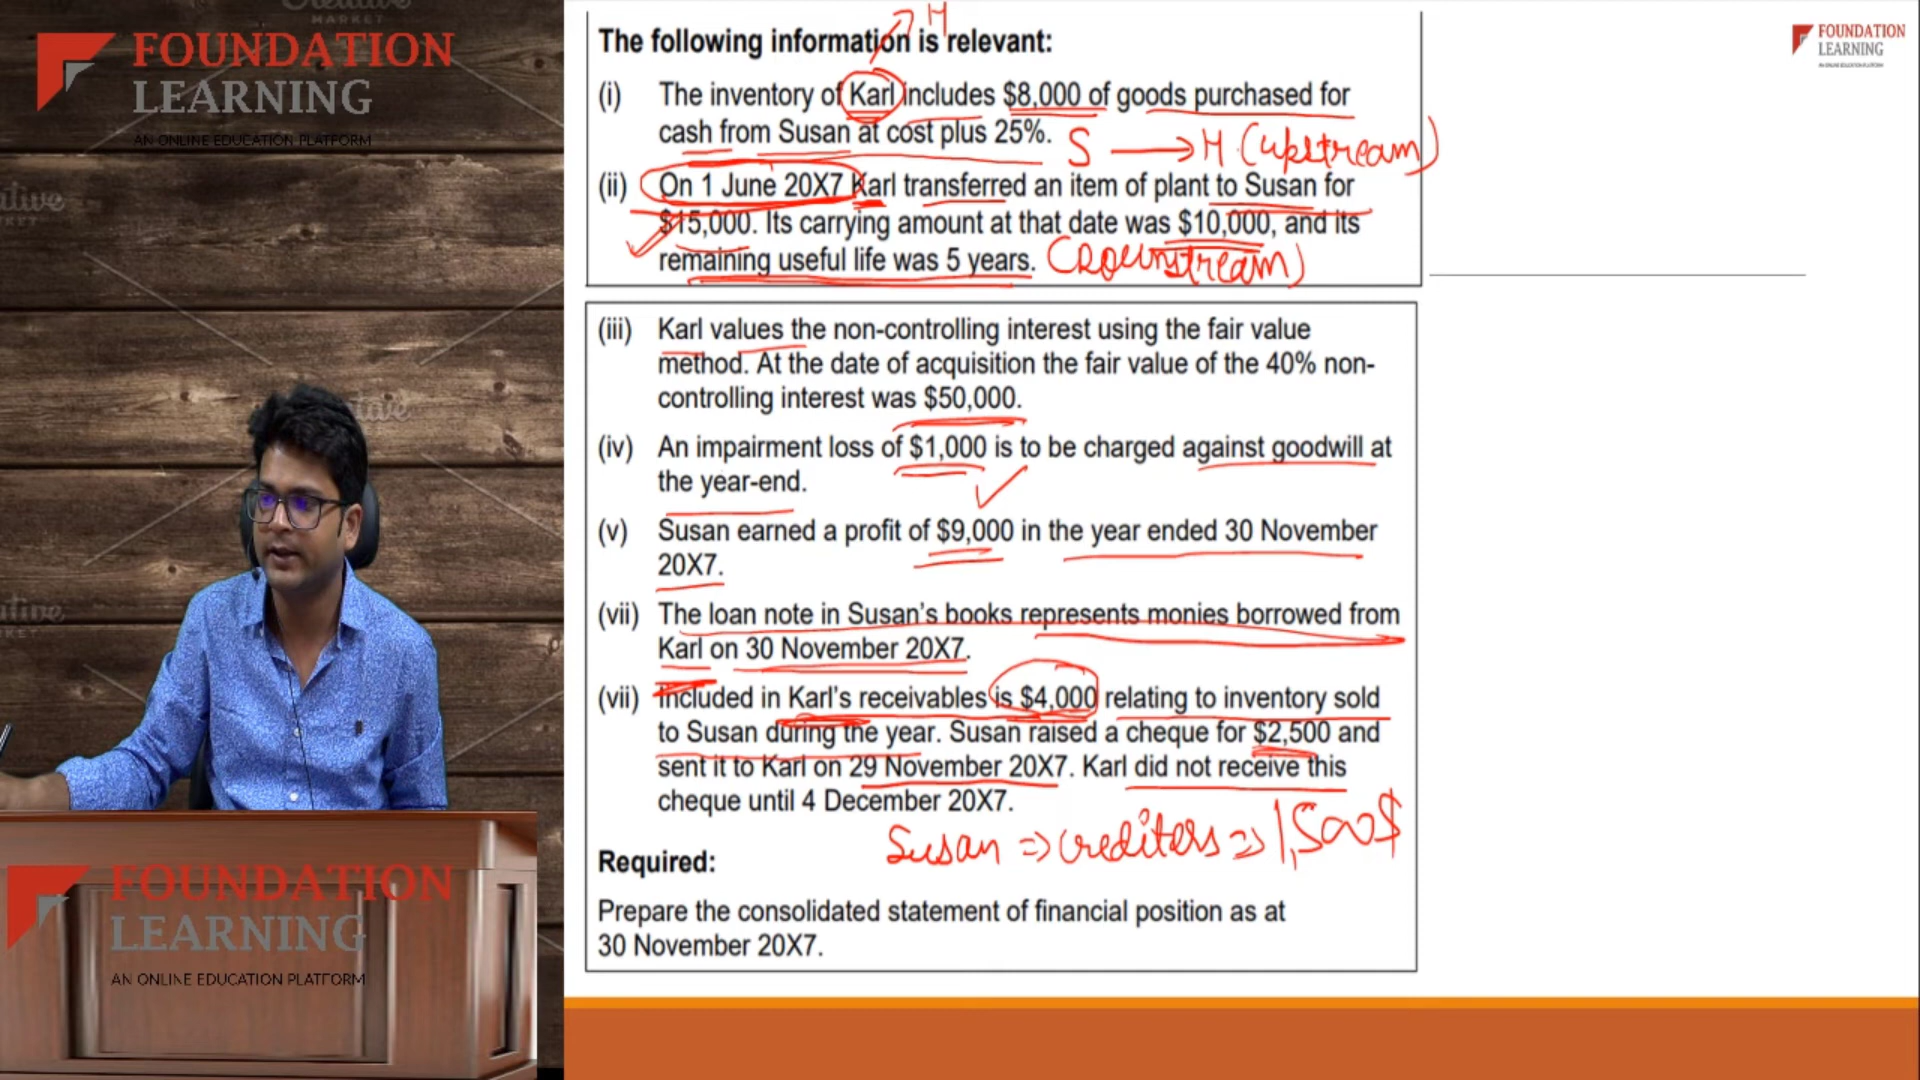 Creative
MARKET
FOUNDATION
LEARNING
AN ONLINE EDUCATION PLATFORM
FOUNDATION
LEARNING
AN ONLINE EDUCATION PLATFORM
H
The following information is relevant:
(i) The inventory of Karl includes $8,000 of goods purchased for
cash from Susan at cost plus 25%.
S → H (upstream)
(ii) On 1 June 20X7 Karl transferred an item of plant to Susan for
$15,000. Its carrying amount at that date was $10,000, and its
remaining useful life was 5 years. (Downstream)
(iii) Karl values the non-controlling interest using the fair value
method. At the date of acquisition the fair value of the 40% non-
controlling interest was $50,000.
(iv) An impairment loss of $1,000 is to be charged against goodwill at
the year-end.
(v) Susan earned a profit of $9,000 in the year ended 30 November
20X7.
(vii) The loan note in Susan's books represents monies borrowed from
Karl on 30 November 20X7.
(vii) Included in Karl's receivables is $4,000 relating to inventory sold
to Susan during the year. Susan raised a cheque for $2,500 and
sent it to Karl on 29 November 20X7. Karl did not receive this
cheque until 4 December 20X7.
Susan => crediters => 1,500$
Required:
Prepare the consolidated statement of financial position as at
30 November 20X7.
FOUNDATION
LEARNING
AN ONLINE EDUCATION PLATFORM